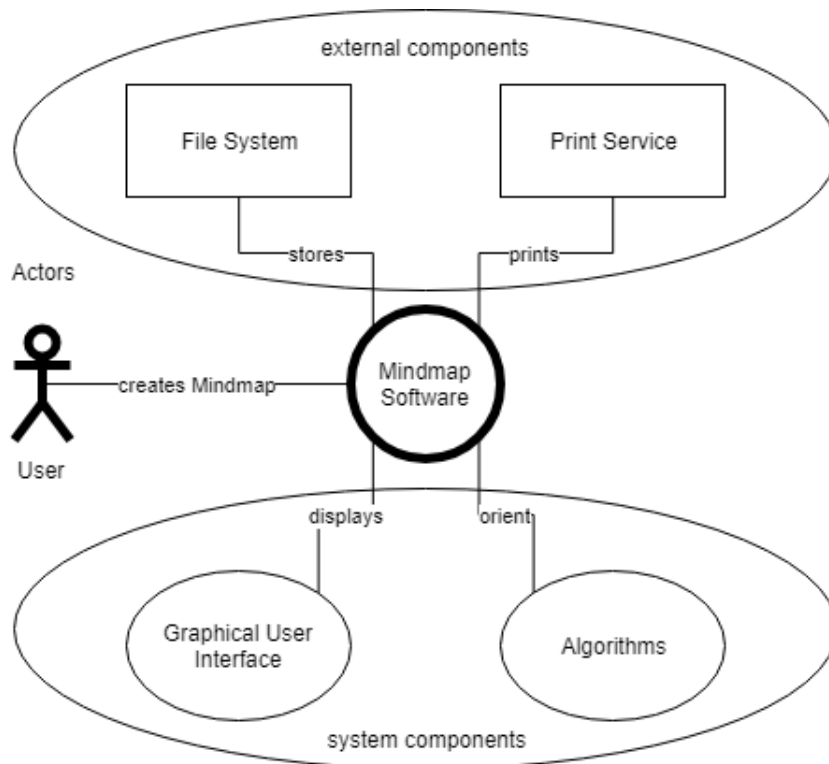 external components
File System
Print Service
stores
prints
Actors
Mindmap
Software
creates Mindmap
User
displays
orient
Graphical User
Interface
Algorithms
system components